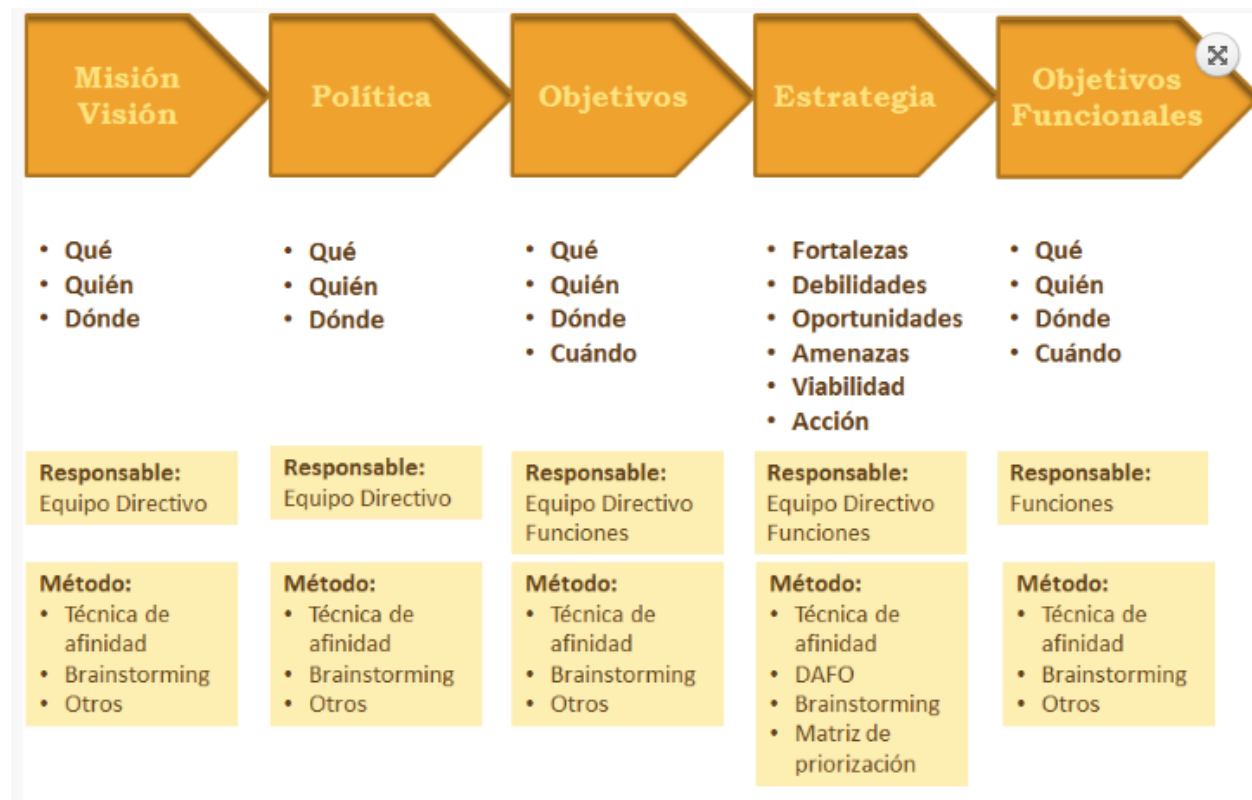 Misión
Visión
Política
Objetivos
Estrategia
Objetivos
Funcionales
• Qué
• Quién
• Dónde
• Qué
• Quién
• Dónde
• Qué
• Quién
• Dónde
• Cuándo
• Fortalezas
• Debilidades
• Oportunidades
• Amenazas
• Viabilidad
• Acción
• Qué
• Quién
• Dónde
• Cuándo
Responsable:
Equipo Directivo
Responsable:
Equipo Directivo
Responsable:
Equipo Directivo
Funciones
Responsable:
Equipo Directivo
Funciones
Responsable:
Funciones
Método:
• Técnica de
afinidad
• Brainstorming
• Otros
Método:
• Técnica de
afinidad
• Brainstorming
• Otros
Método:
• Técnica de
afinidad
• Brainstorming
• Otros
Método:
• Técnica de
afinidad
• DAFO
• Brainstorming
• Matriz de
priorización
Método:
• Técnica de
afinidad
• Brainstorming
• Otros